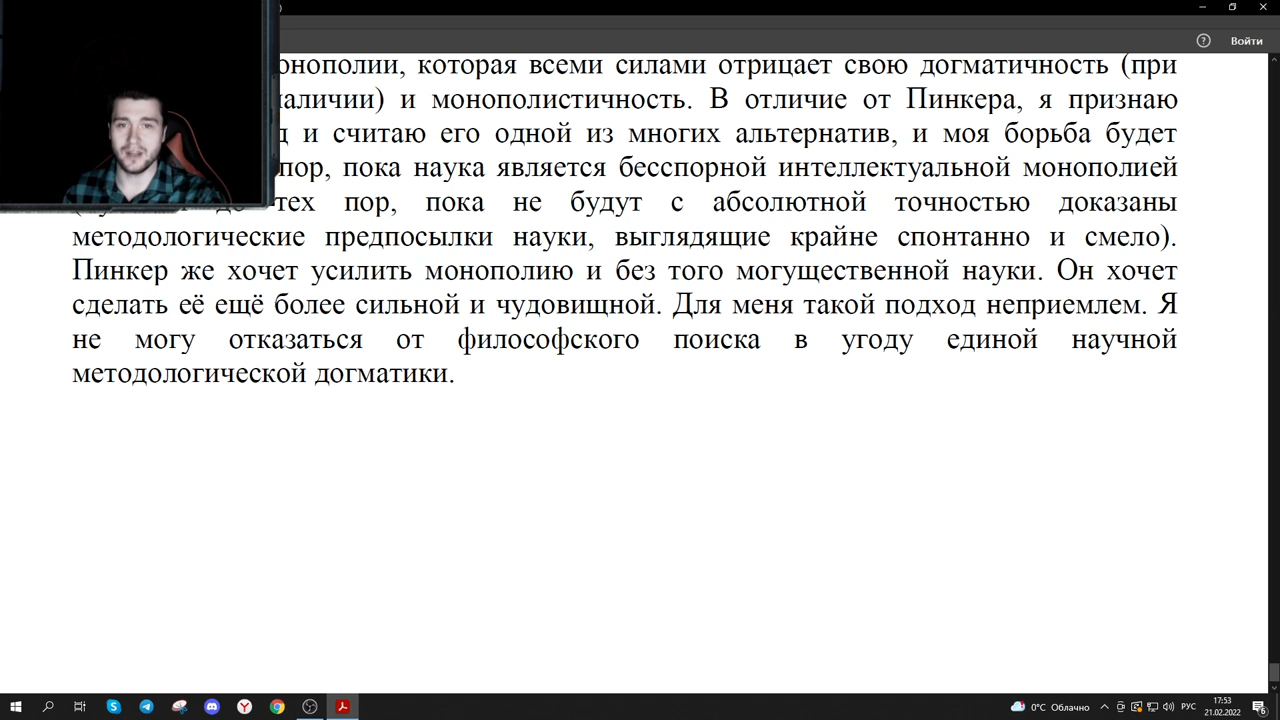 )
Войти
онополии, которая всеми силами отрицает свою догматичность (при
наличии) и монополистичность. В отличие от Пинкера, я признаю
и считаю его одной из многих альтернатив, и моя борьба будет
пор, пока наука является бесспорной интеллектуальной монополией
тех пор, пока не будут с абсолютной точностью доказаны
методологические предпосылки науки, выглядящие крайне спонтанно и смело).
Пинкер же хочет усилить монополию и без того могущественной науки. Он хочет
сделать её ещё более сильной и чудовищной. Для меня такой подход неприемлем. Я
не могу отказаться от философского поиска в угоду единой научной
методологической догматики.
0°C Облачно
РУС
17:53
21.02.2022
6